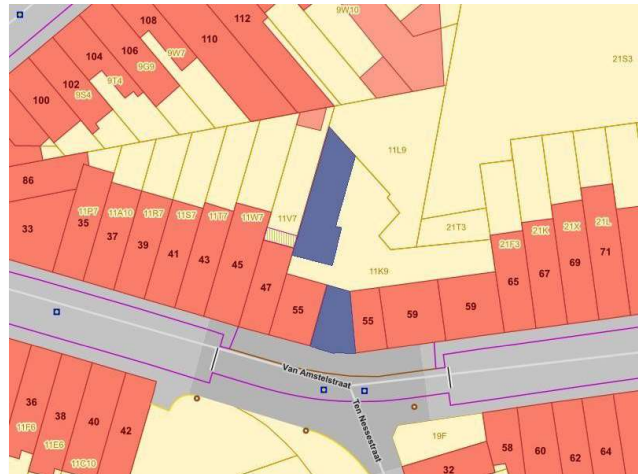 108
112
9W10
104
106
110
9W7
9G9
21S3
102
9T4
9S4
100
11L9
86
11P7
11A10
11R7
11S7
11T7
11W7
11V7
21T3
21F3
21K
21X
21L
33
35
37
39
41
43
45
47
11K9
65
67
69
71
55
55
59
59
Van Amstelstraat
Ten Nessestraat
36
38
40
42
11F6
11E6
11C10
19F
32
58
60
62
64